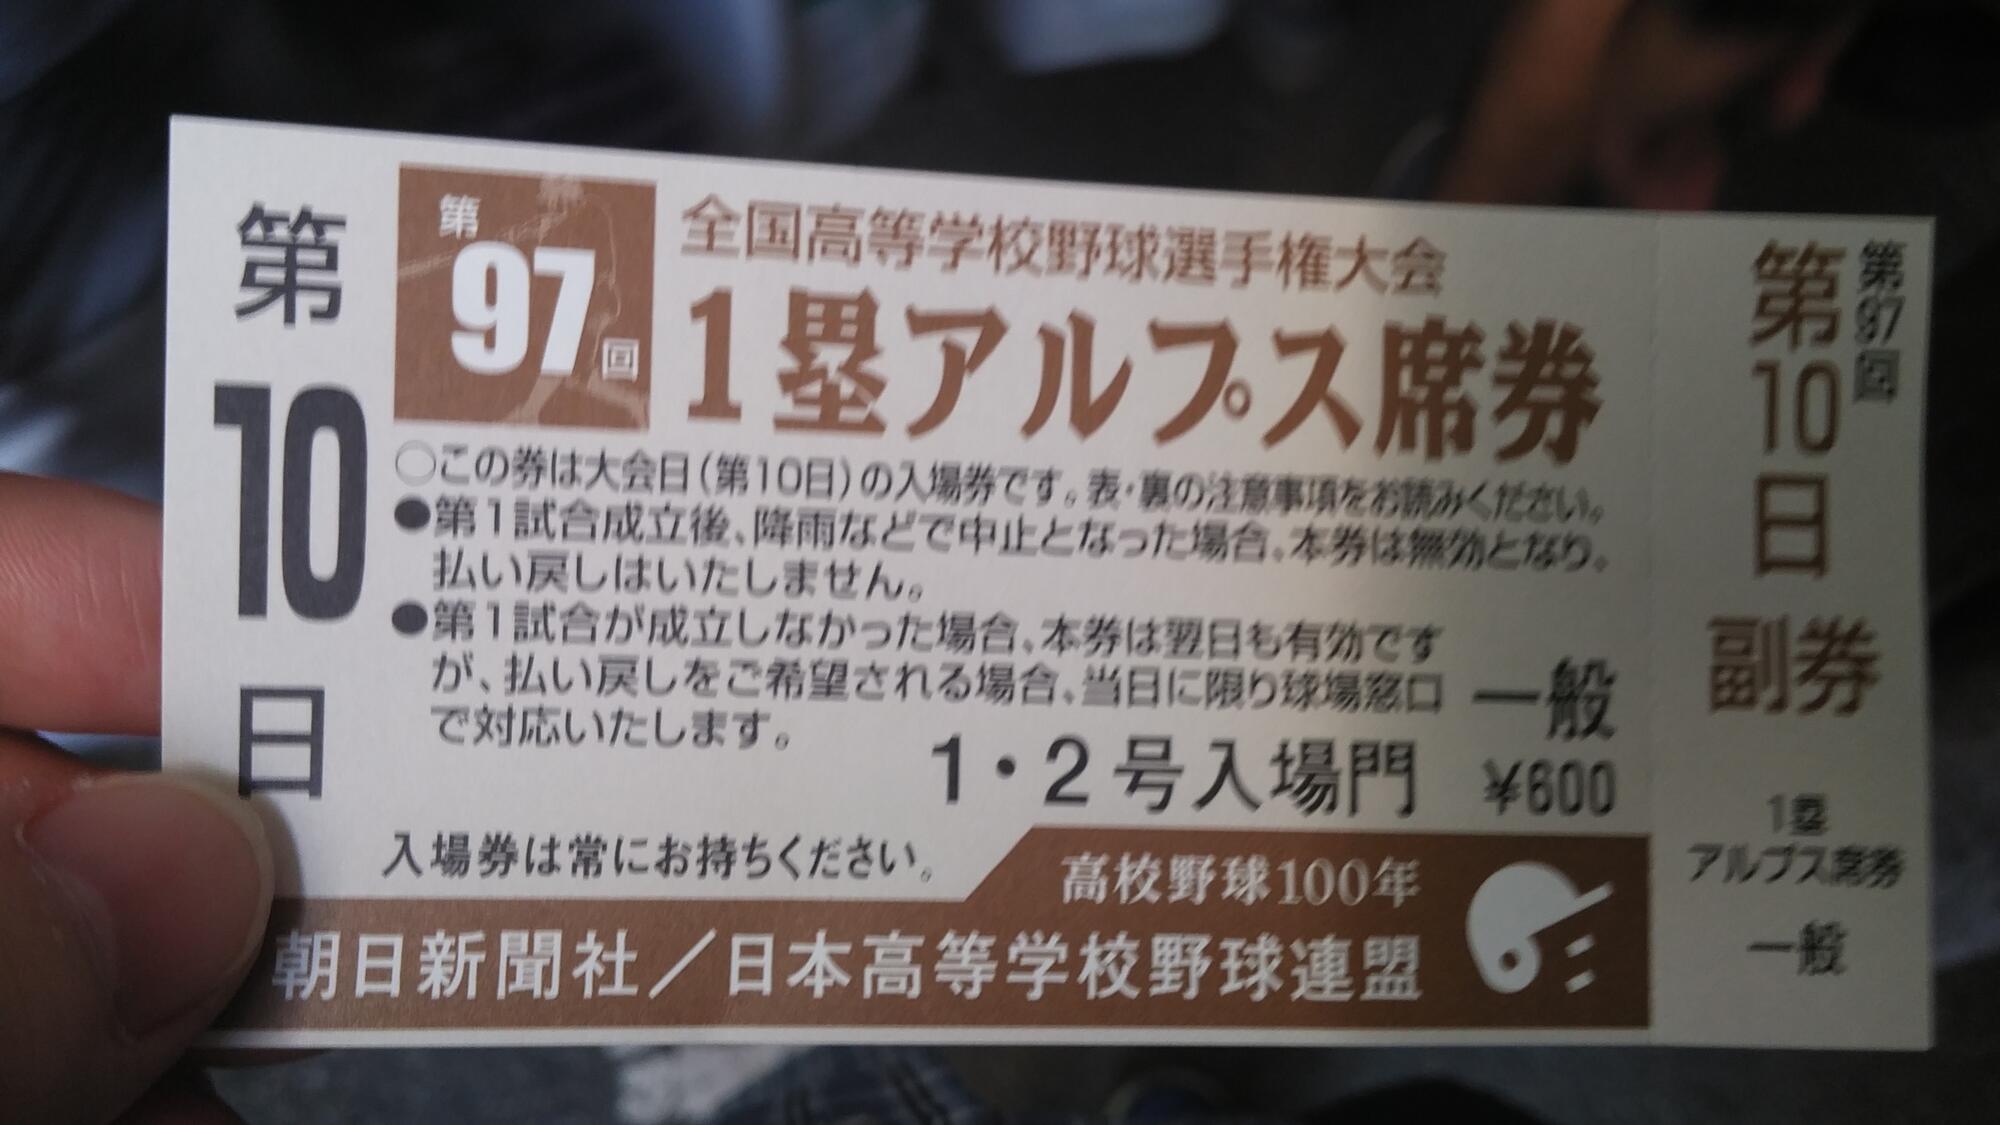 第10日
第97回
全国高等学校野球選手権大会
1塁アルプス席券
○この券は大会日(第10日)の入場券です。表・裏の注意事項をお読みください。
●第1試合成立後、降雨などで中止となった場合、本券は無効となり、
払い戻しはいたしません。
●第1試合が成立しなかった場合、本券は翌日も有効です
が、払い戻しをご希望される場合、当日に限り球場窓口
で対応いたします。
一般
¥600
1・2号入場門
入場券は常にお持ちください。
高校野球100年
朝日新聞社/日本高等学校野球連盟
第97回
第10日
副券
1塁
アルプス席券
一般